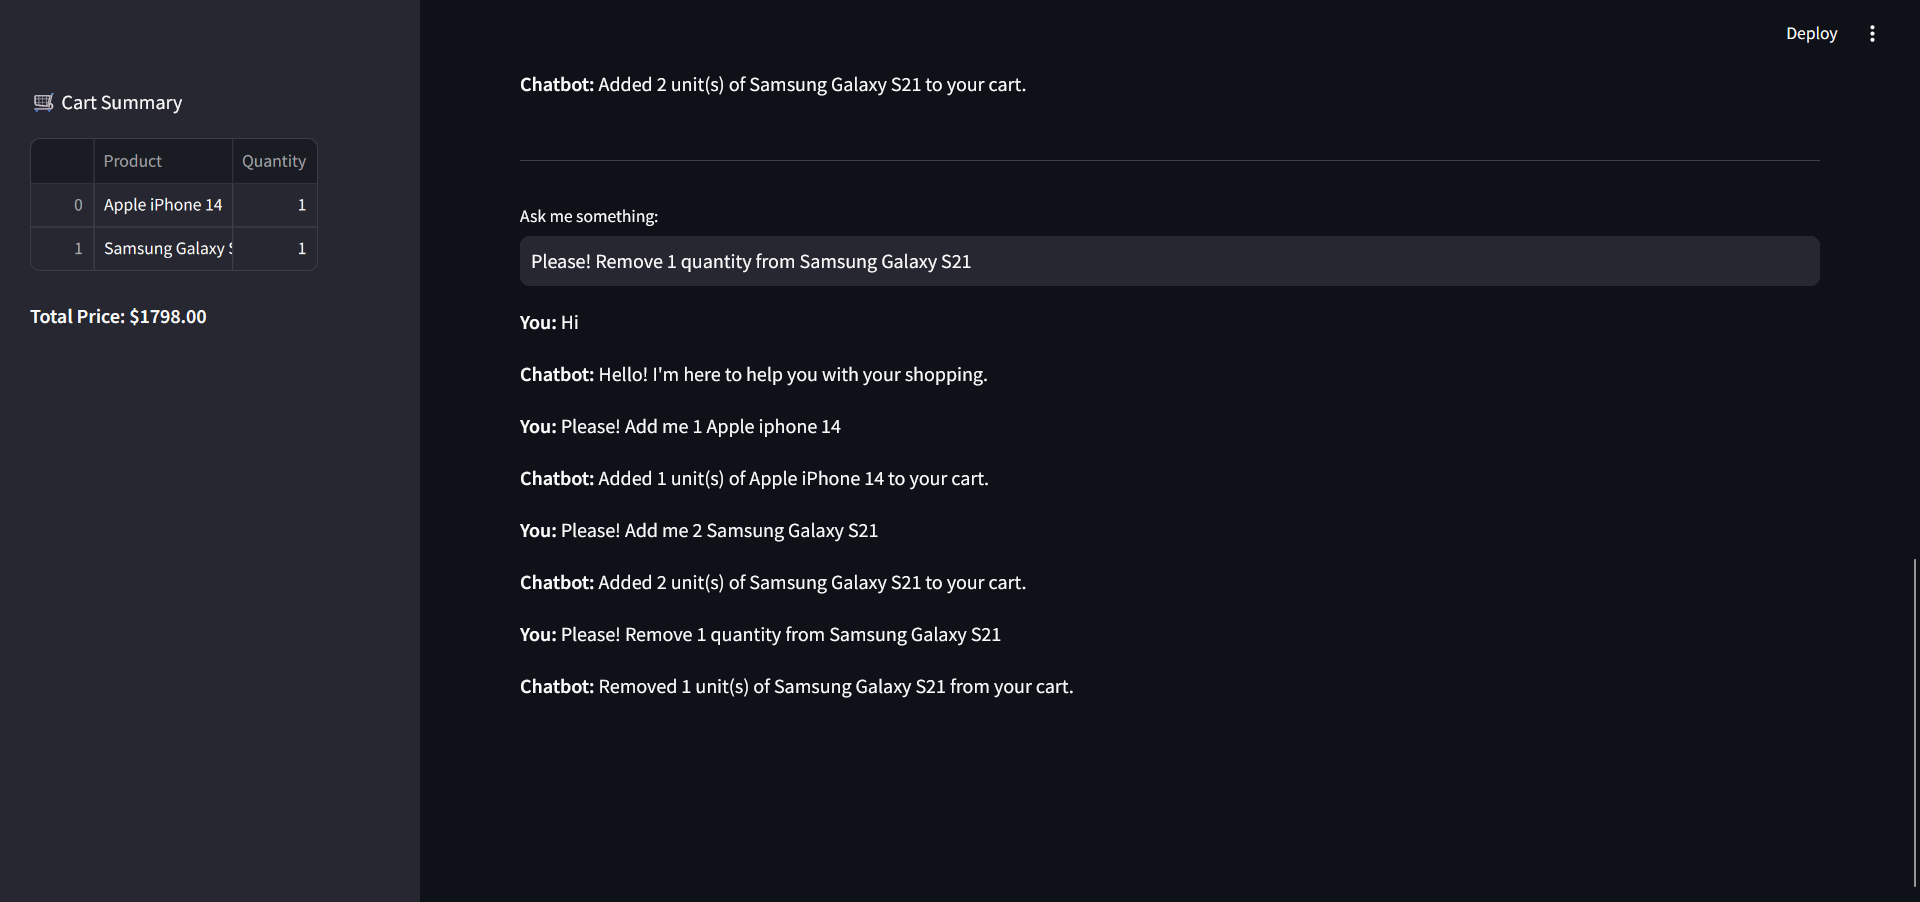 Deploy
🛒 Cart Summary
Product Quantity
0 Apple iPhone 14 1
1 Samsung Galaxy 1
Total Price: $1798.00
Chatbot: Added 2 unit(s) of Samsung Galaxy S21 to your cart.
Ask me something:
Please! Remove 1 quantity from Samsung Galaxy S21
You: Hi
Chatbot: Hello! I'm here to help you with your shopping.
You: Please! Add me 1 Apple iphone 14
Chatbot: Added 1 unit(s) of Apple iPhone 14 to your cart.
You: Please! Add me 2 Samsung Galaxy S21
Chatbot: Added 2 unit(s) of Samsung Galaxy S21 to your cart.
You: Please! Remove 1 quantity from Samsung Galaxy S21
Chatbot: Removed 1 unit(s) of Samsung Galaxy S21 from your cart.